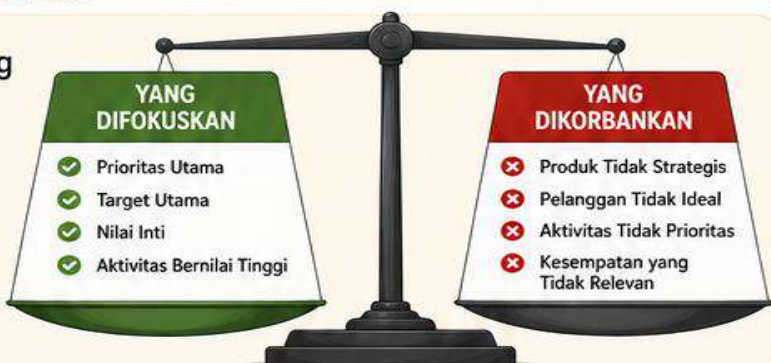 g
YANG
DIFOKUSKAN
Prioritas Utama
Target Utama
Nilai Inti
Aktivitas Bernilai Tinggi
YANG
DIKORBANKAN
Produk Tidak Strategis
Pelanggan Tidak Ideal
Aktivitas Tidak Prioritas
Kesempatan yang
Tidak Relevan